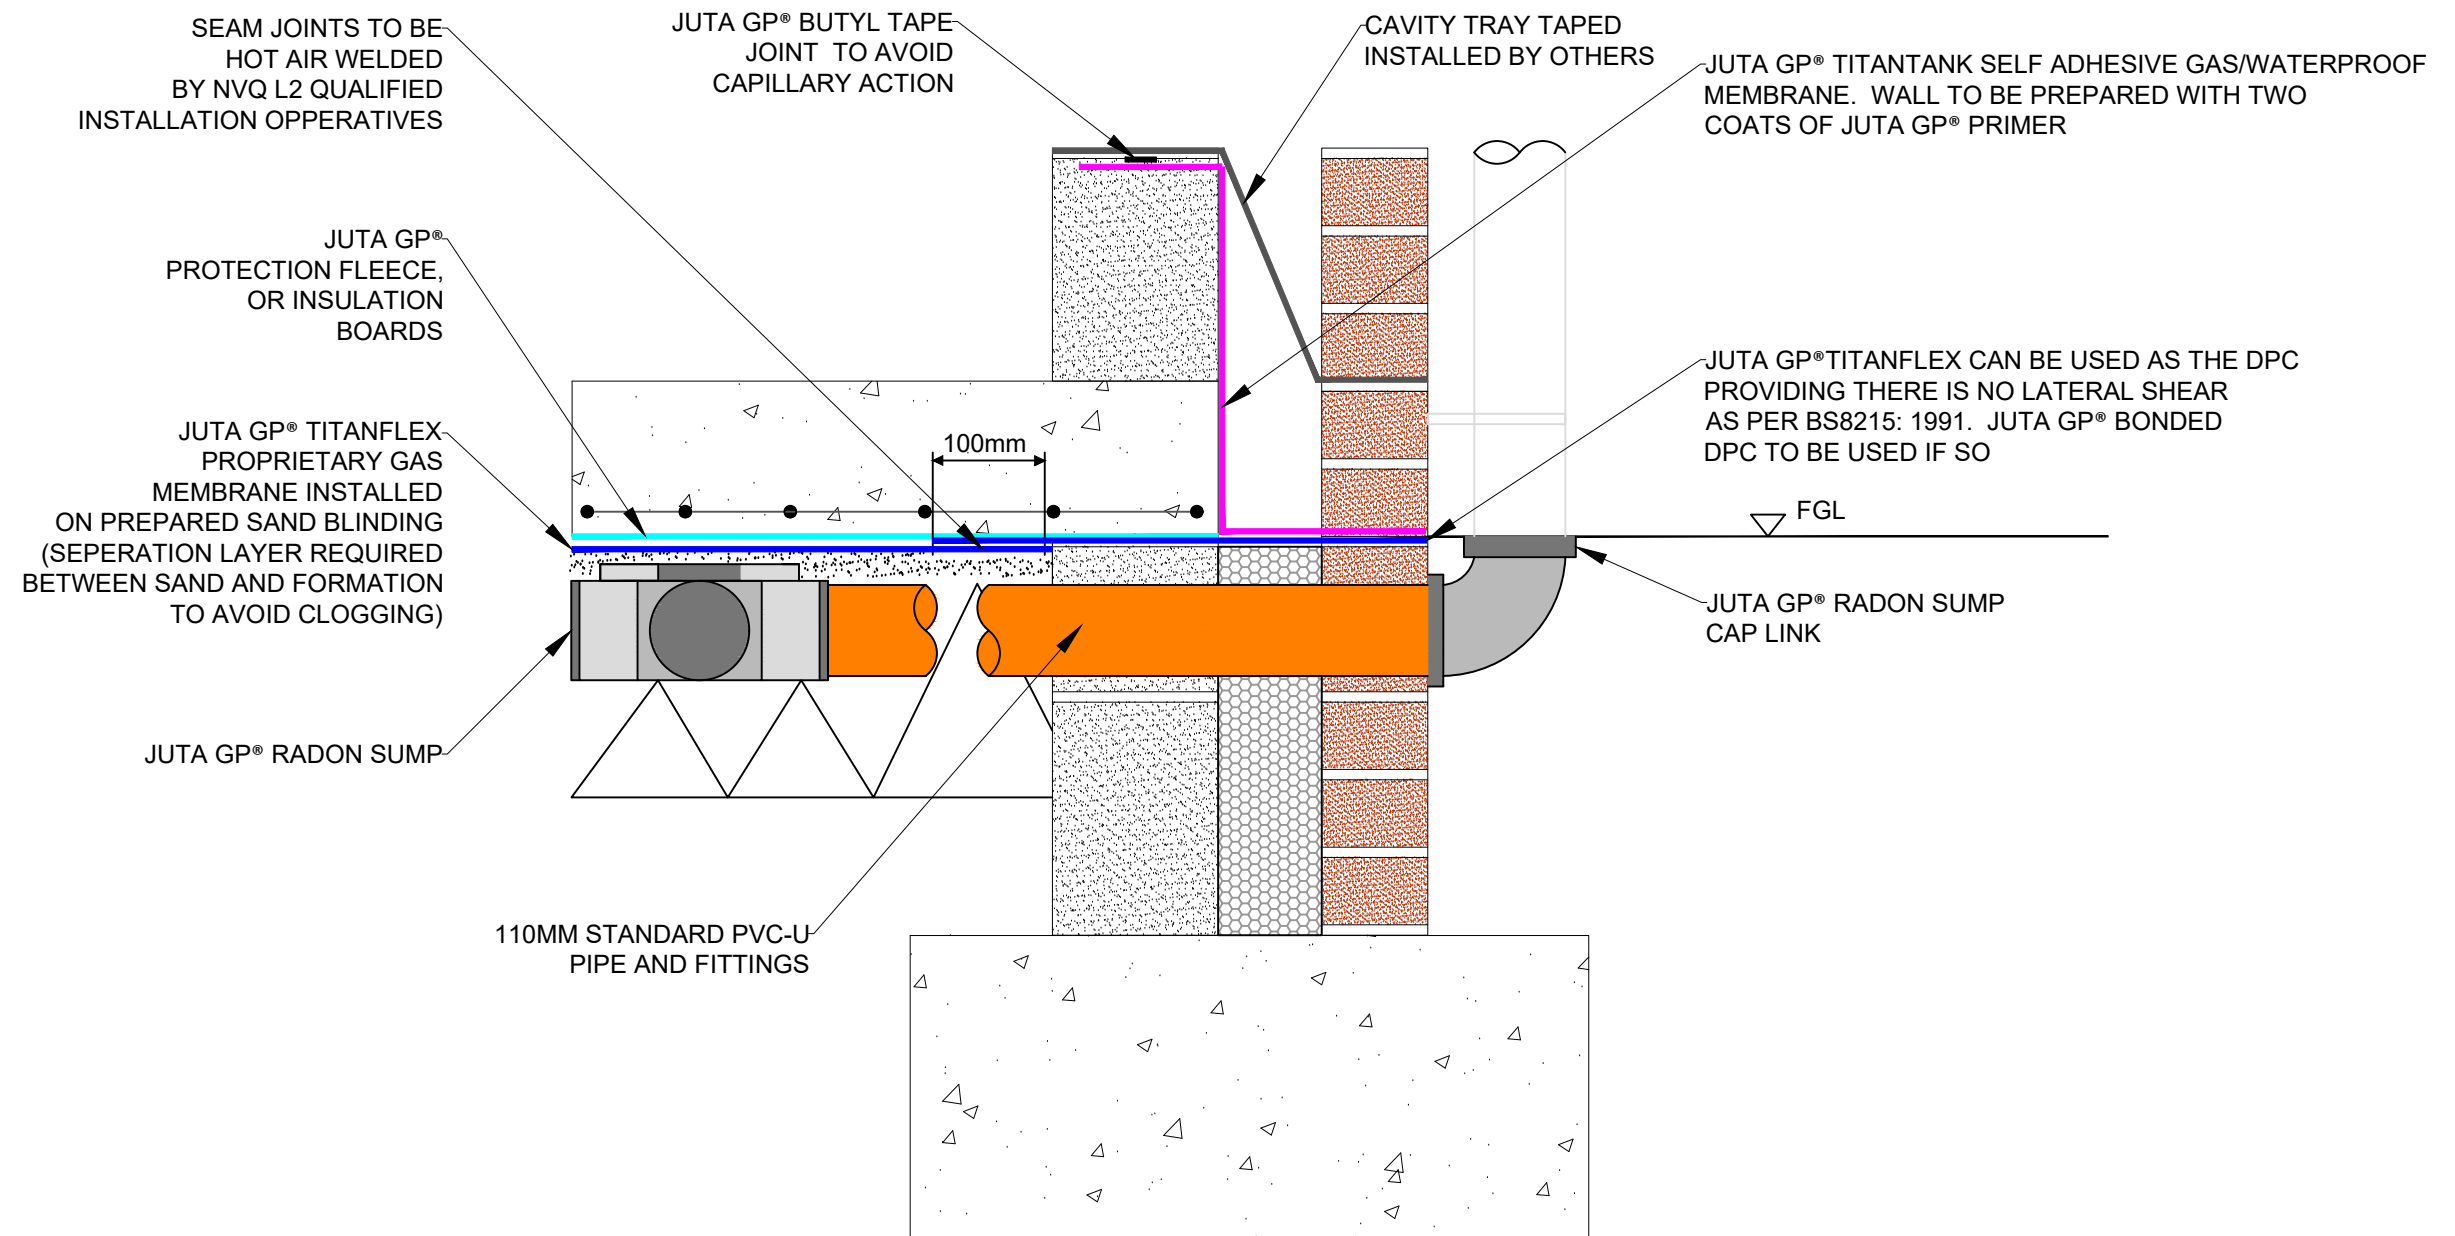 SEAM JOINTS TO BE
HOT AIR WELDED
BY NVQ L2 QUALIFIED
INSTALLATION OPPERATIVES
JUTA GP® BUTYL TAPE
JOINT TO AVOID
CAPILLARY ACTION
CAVITY TRAY TAPED
INSTALLED BY OTHERS
JUTA GP® TITANTANK SELF ADHESIVE GAS/WATERPROOF
MEMBRANE. WALL TO BE PREPARED WITH TWO
COATS OF JUTA GP® PRIMER
JUTA GP®
PROTECTION FLEECE,
OR INSULATION
BOARDS
JUTA GP®TITANFLEX CAN BE USED AS THE DPC
PROVIDING THERE IS NO LATERAL SHEAR
AS PER BS8215: 1991. JUTA GP® BONDED
DPC TO BE USED IF SO
JUTA GP® TITANFLEX
PROPRIETARY GAS
MEMBRANE INSTALLED
ON PREPARED SAND BLINDING
(SEPERATION LAYER REQUIRED
BETWEEN SAND AND FORMATION
TO AVOID CLOGGING)
100mm
FGL
JUTA GP® RADON SUMP
CAP LINK
JUTA GP® RADON SUMP
110MM STANDARD PVC-U
PIPE AND FITTINGS